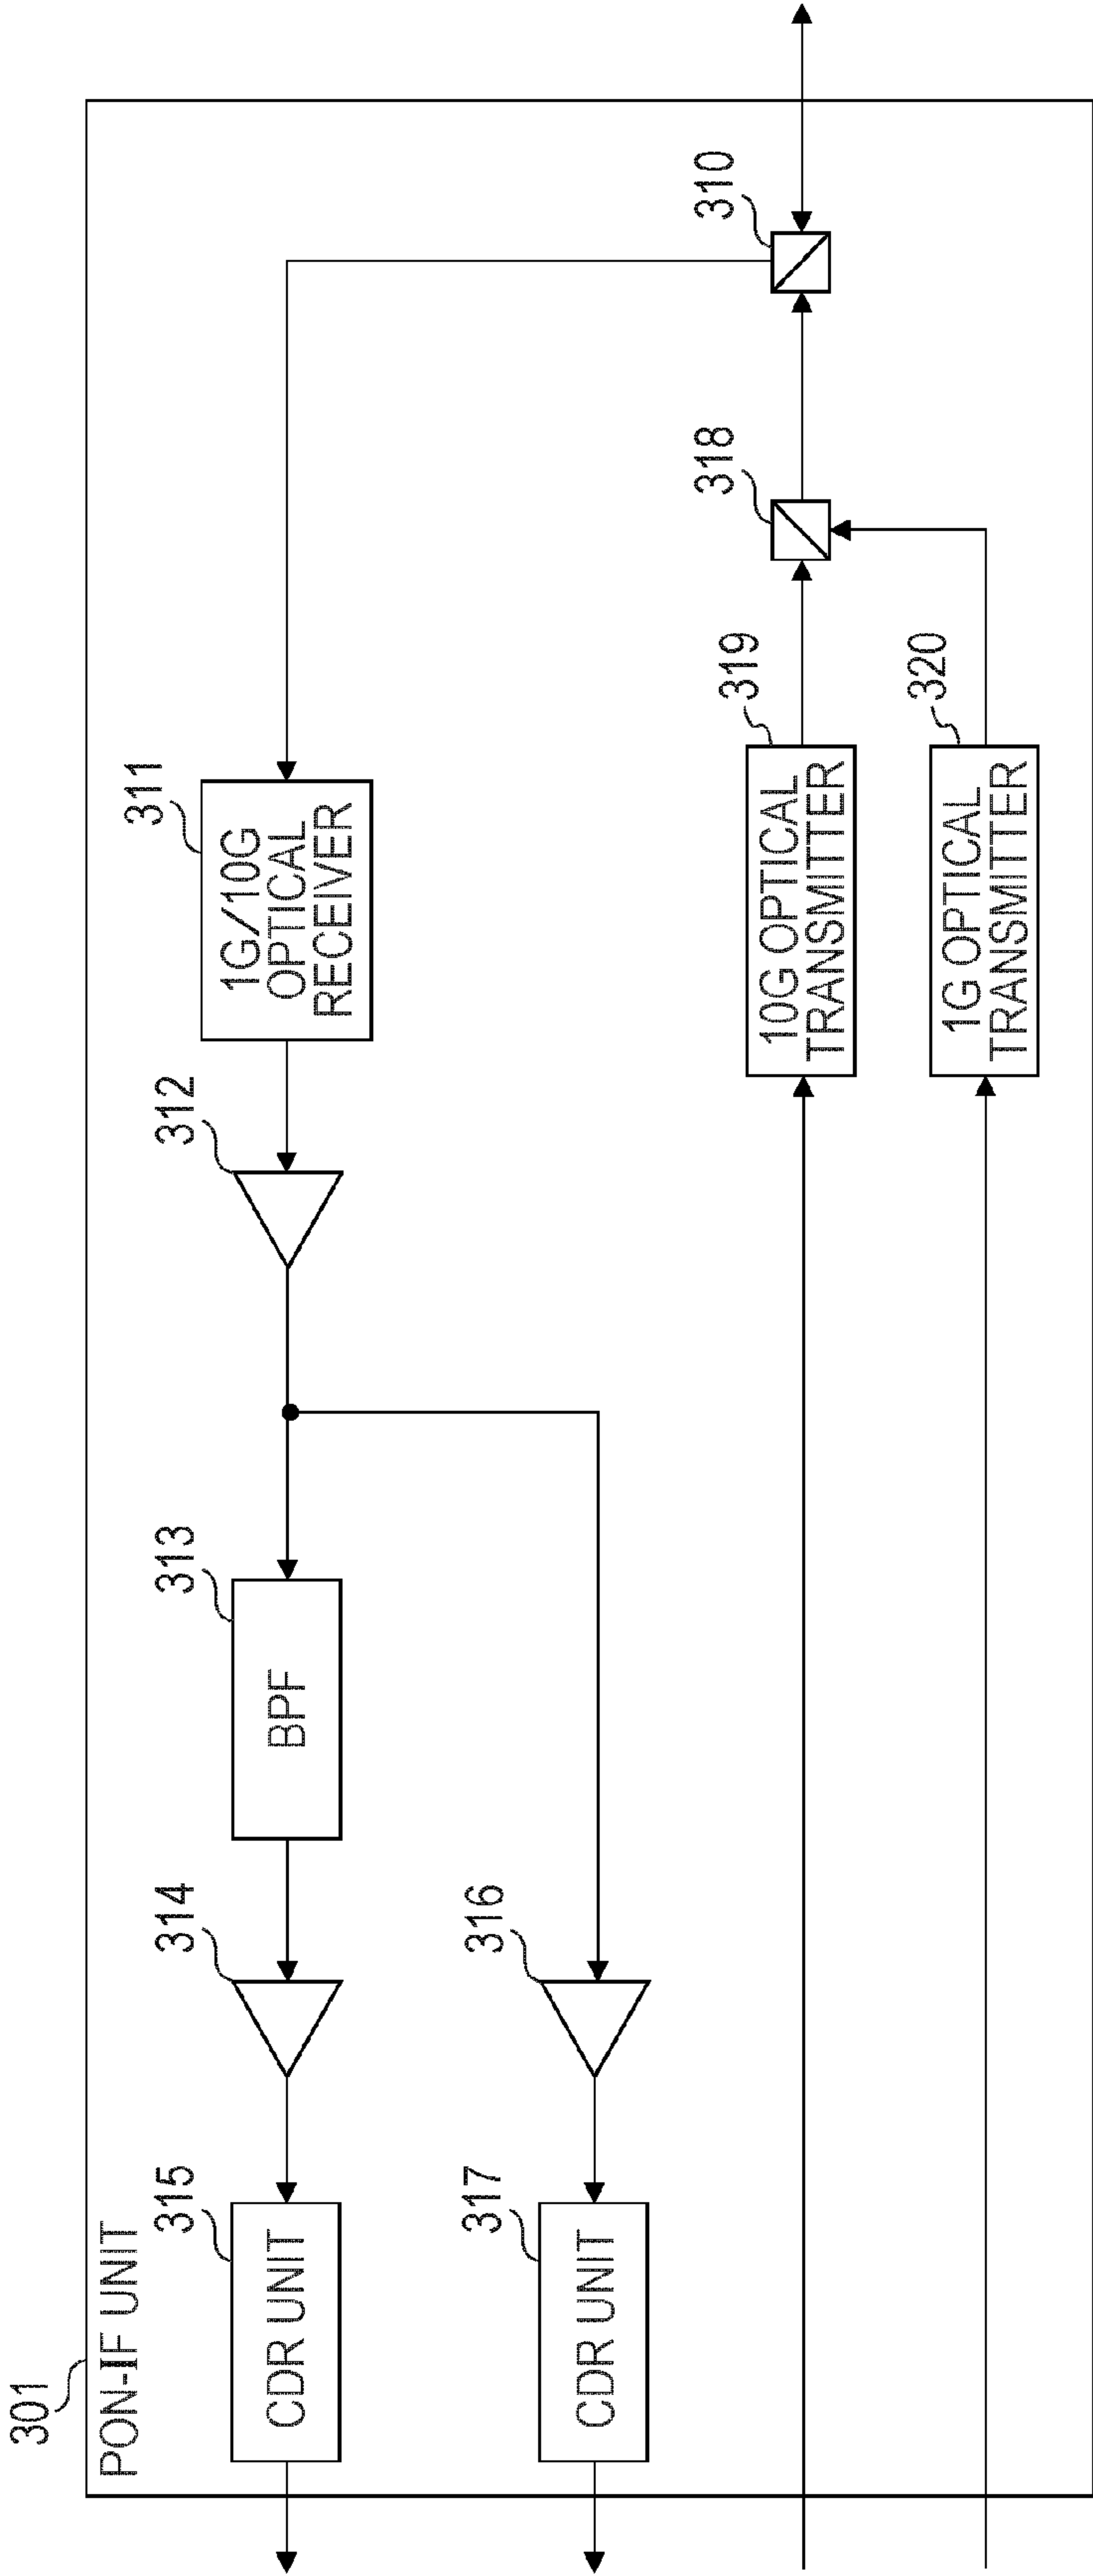 301
PON-IF UNIT
315
CDR UNIT
314
313
BPF
312
311
1G/10G
OPTICAL
RECEIVER
317
CDR UNIT
316
319
10G OPTICAL
TRANSMITTER
318
310
320
1G OPTICAL
TRANSMITTER